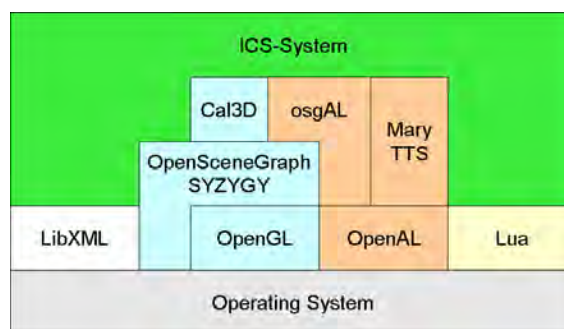 ICS-System
Cal3D
osgAL
Mary
TTS
OpenSceneGraph
SYZYGY
LibXML
OpenGL
OpenAL
Lua
Operating System